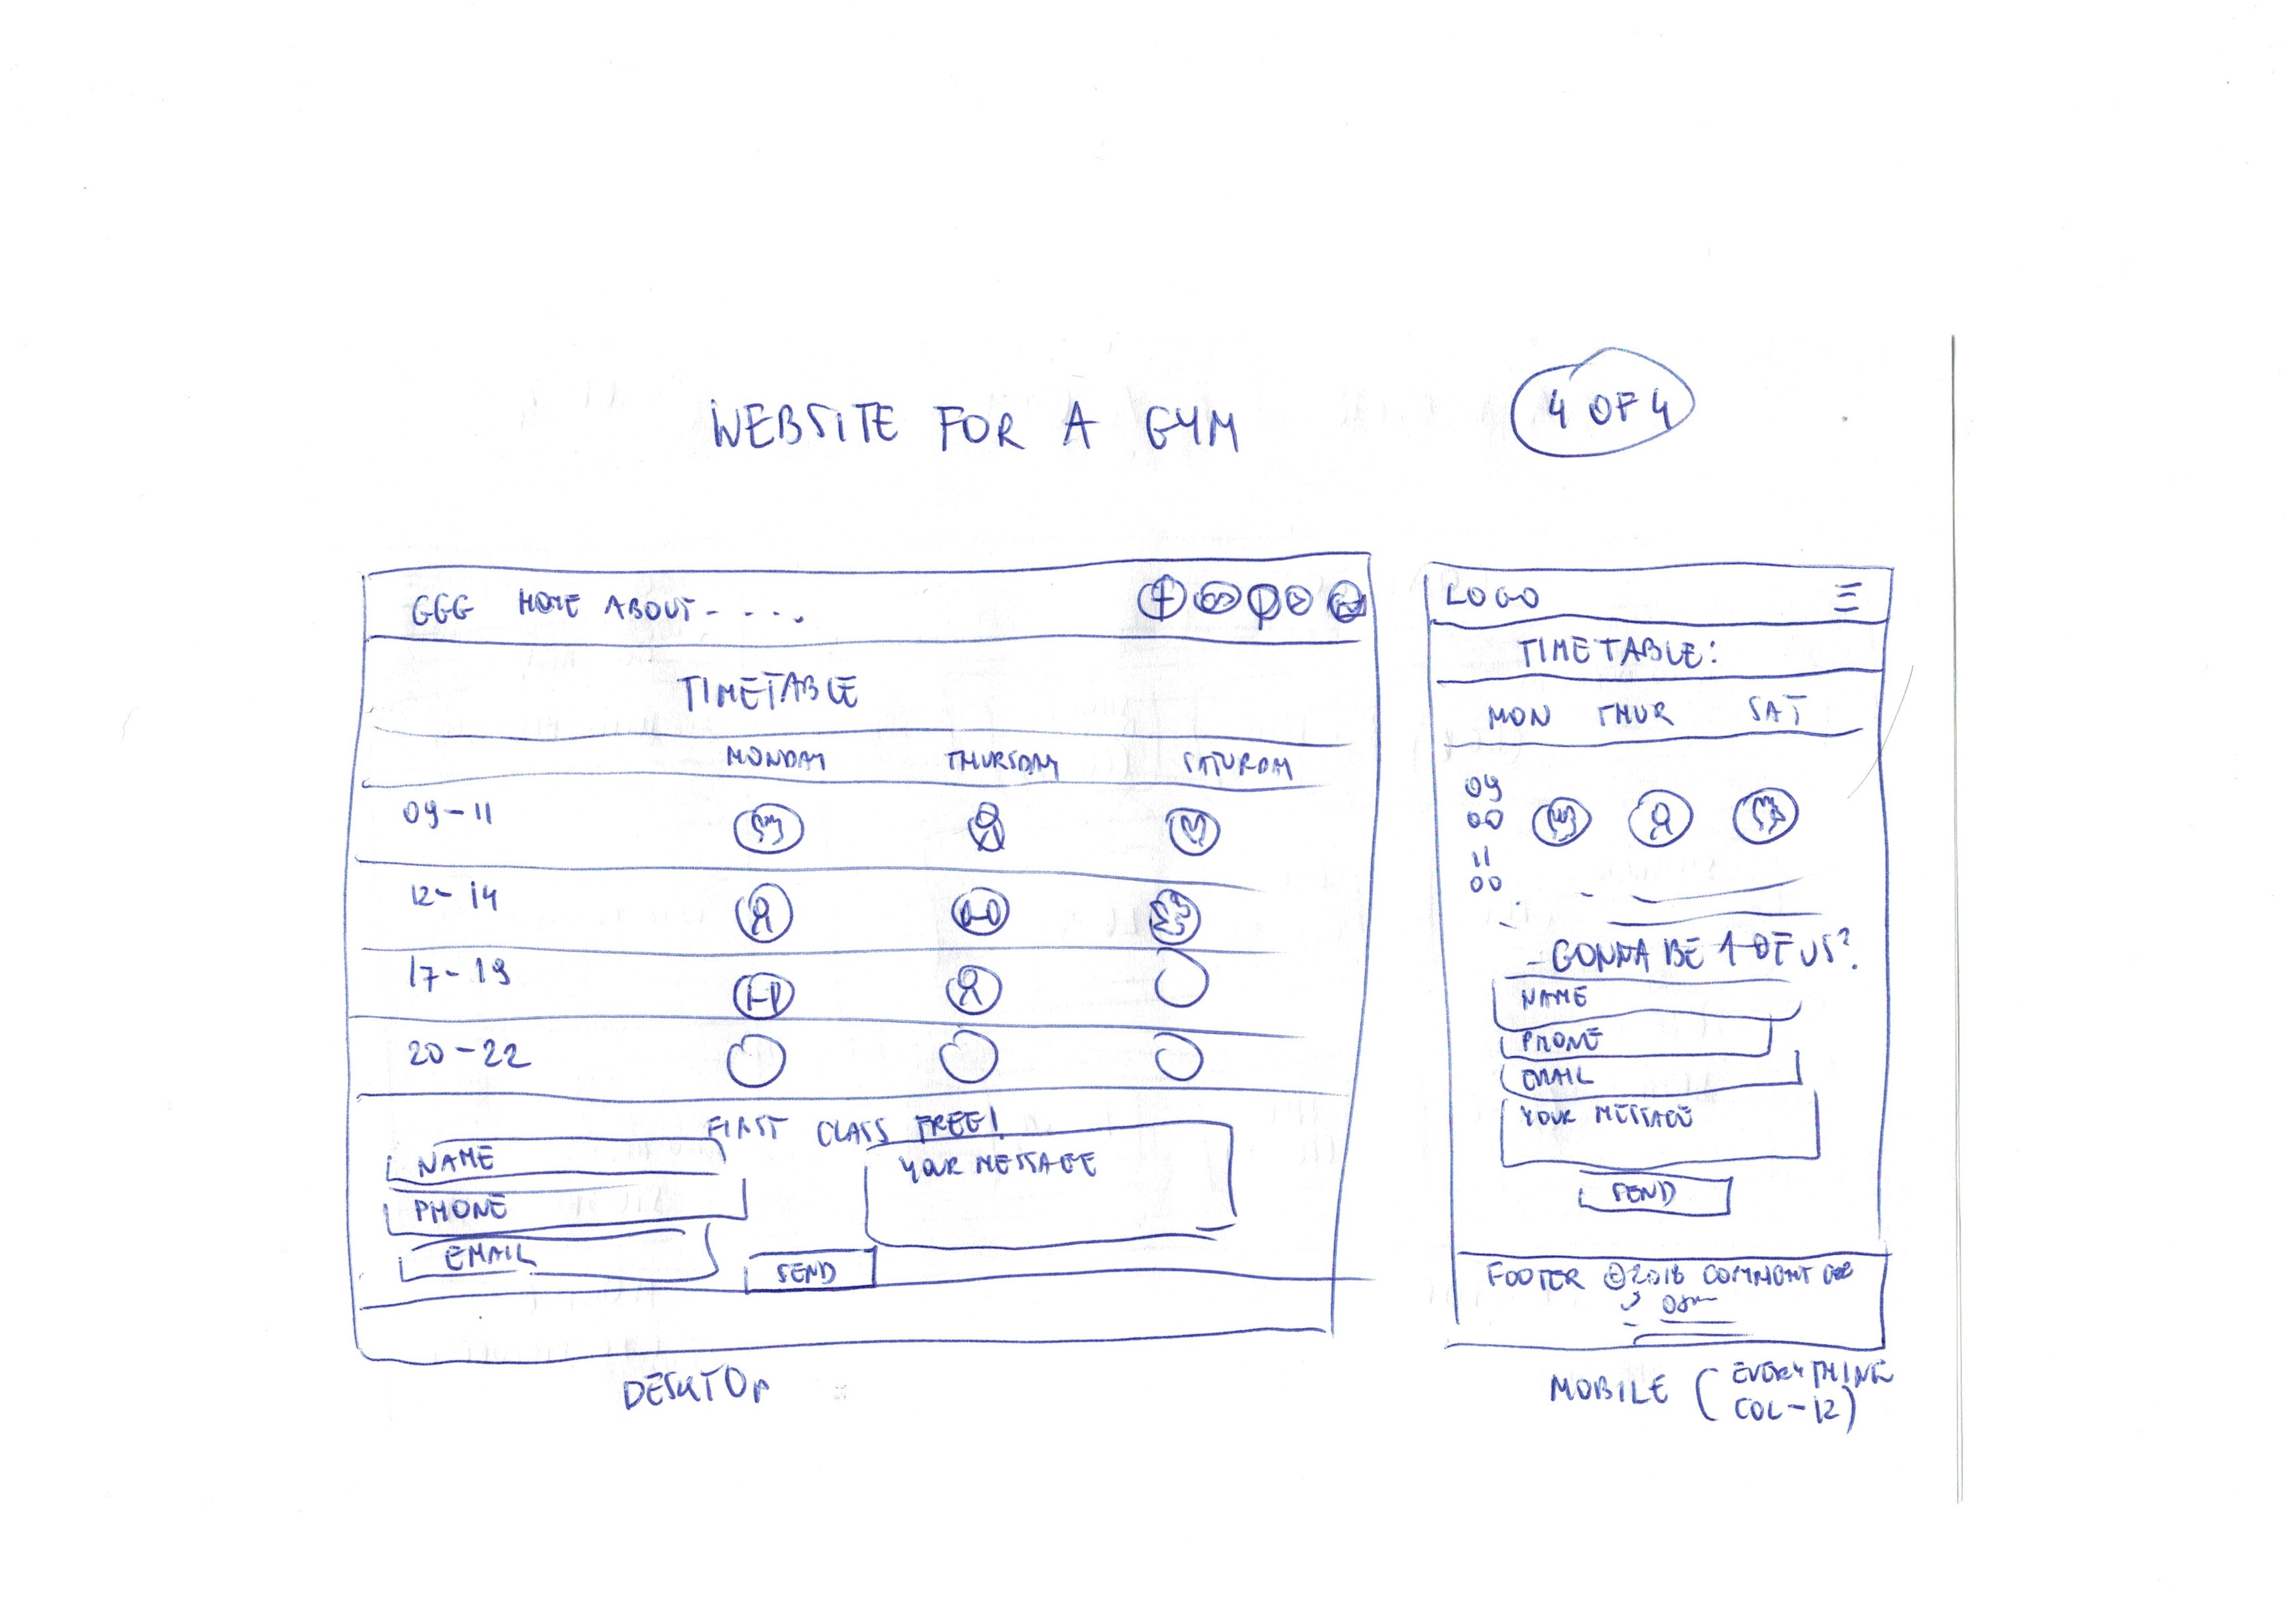 WEBSITE FOR A GYM
4 OF 4
GGG HOME ABOUT - . . . .
TIMETABLE
MONDAY THURSDAY SATURDAY
09-11
12-14
17-19
20-22
FIRST CLASS FREE!
NAME
PHONE
EMAIL
YOUR MESSAGE
SEND
DESKTOP
LOGO
TIMETABLE:
MON THUR SAT
09
00
11
00
GONNA BE 1 OF US?
NAME
PHONE
EMAIL
YOUR MESSAGE
SEND
FOOTER ©2018
MOBILE (EVERYTHING
COL-12)